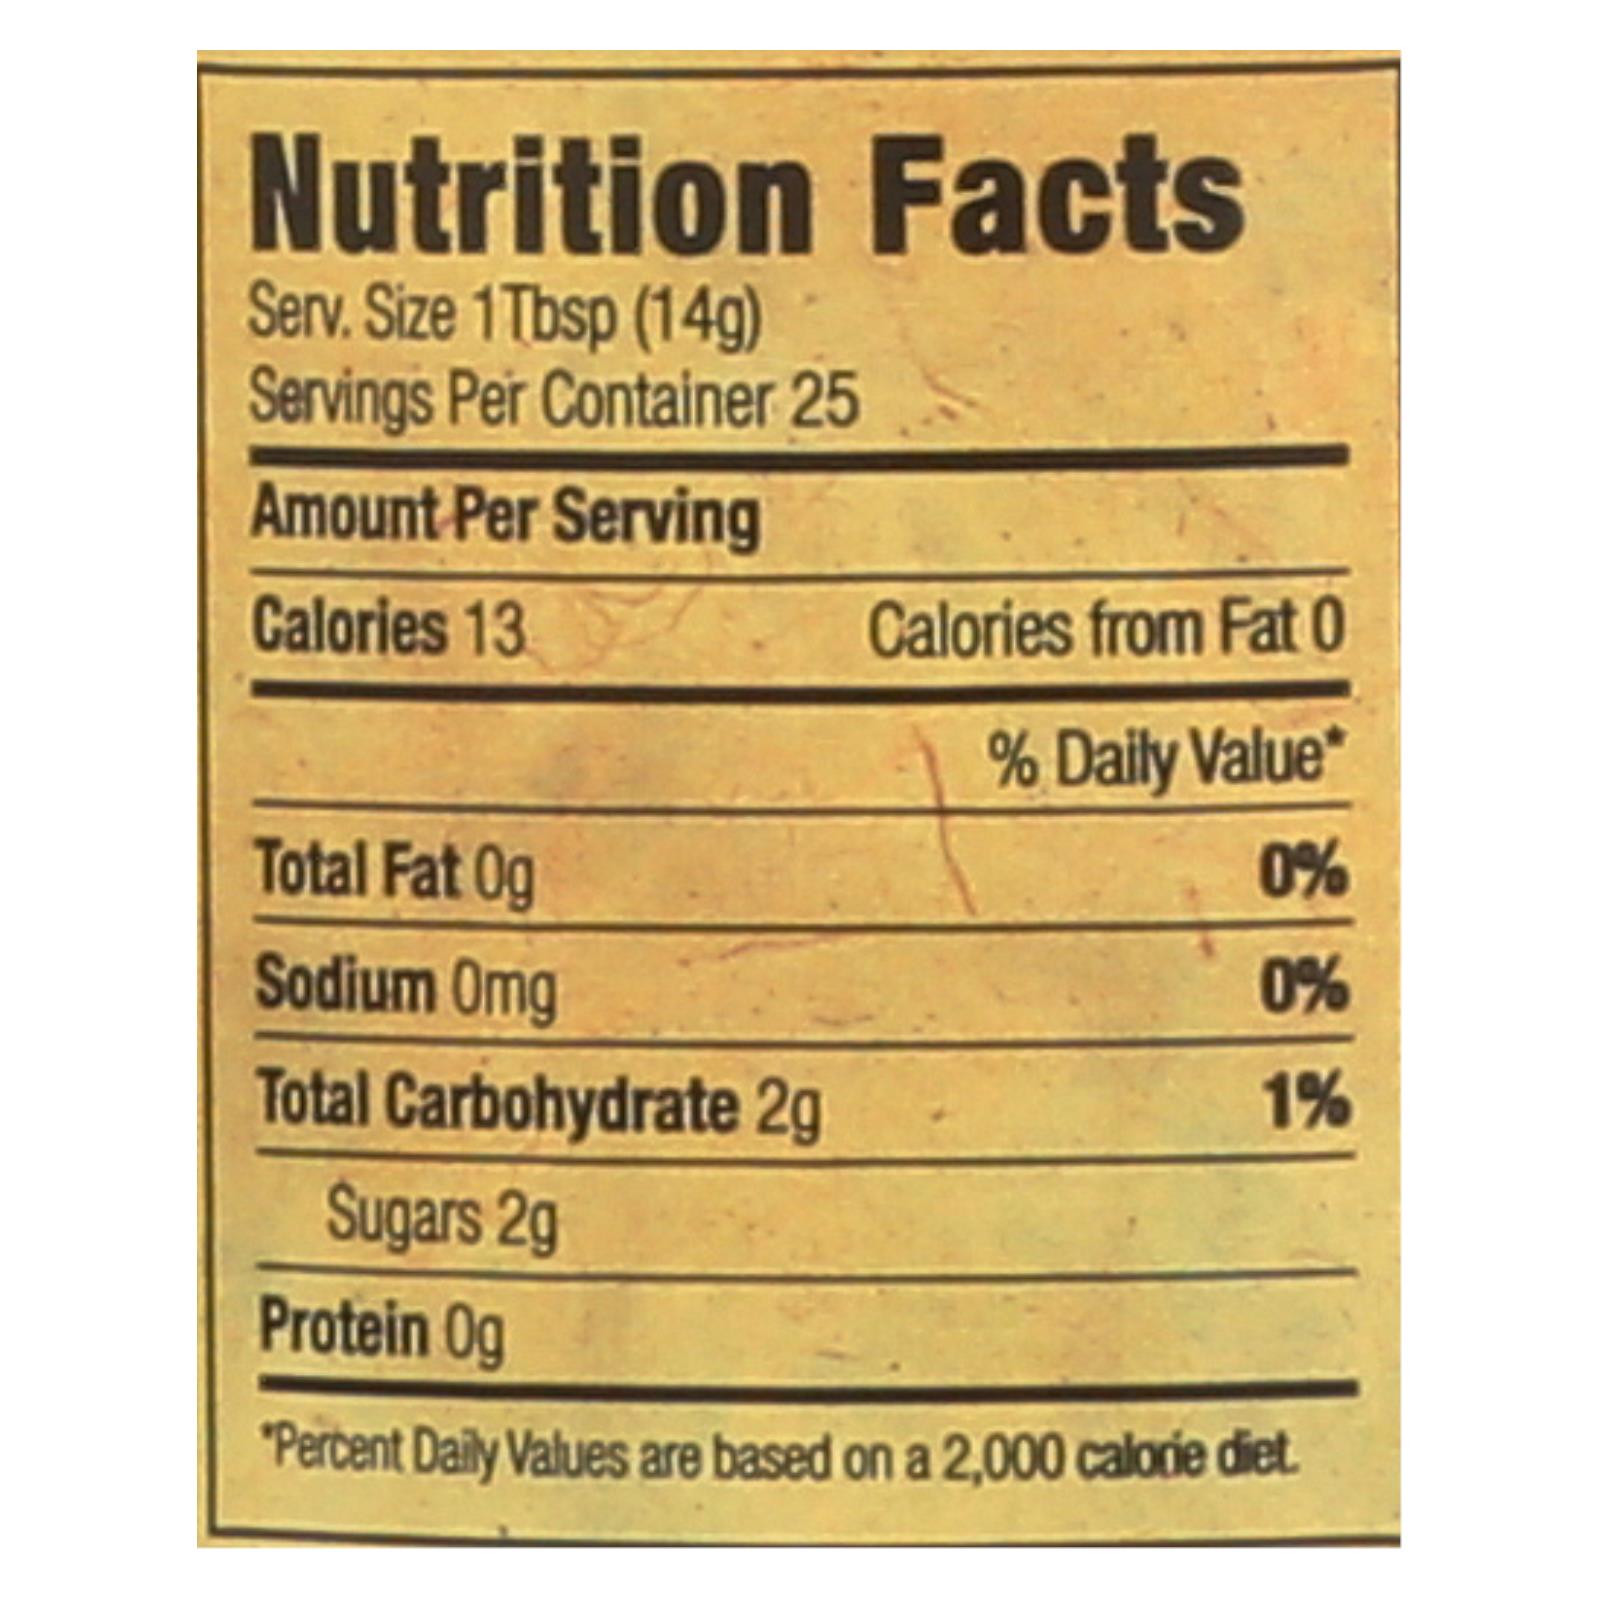 Nutrition Facts
Serv. Size 1 Tbsp (14g)
Servings Per Container 25
Amount Per Serving
Calories 13 Calories from Fat 0
% Daily Value*
Total Fat 0g 0%
Sodium 0mg 0%
Total Carbohydrate 2g 1%
Sugars 2g
Protein 0g
*Percent Daily Values are based on a 2,000 calorie diet.